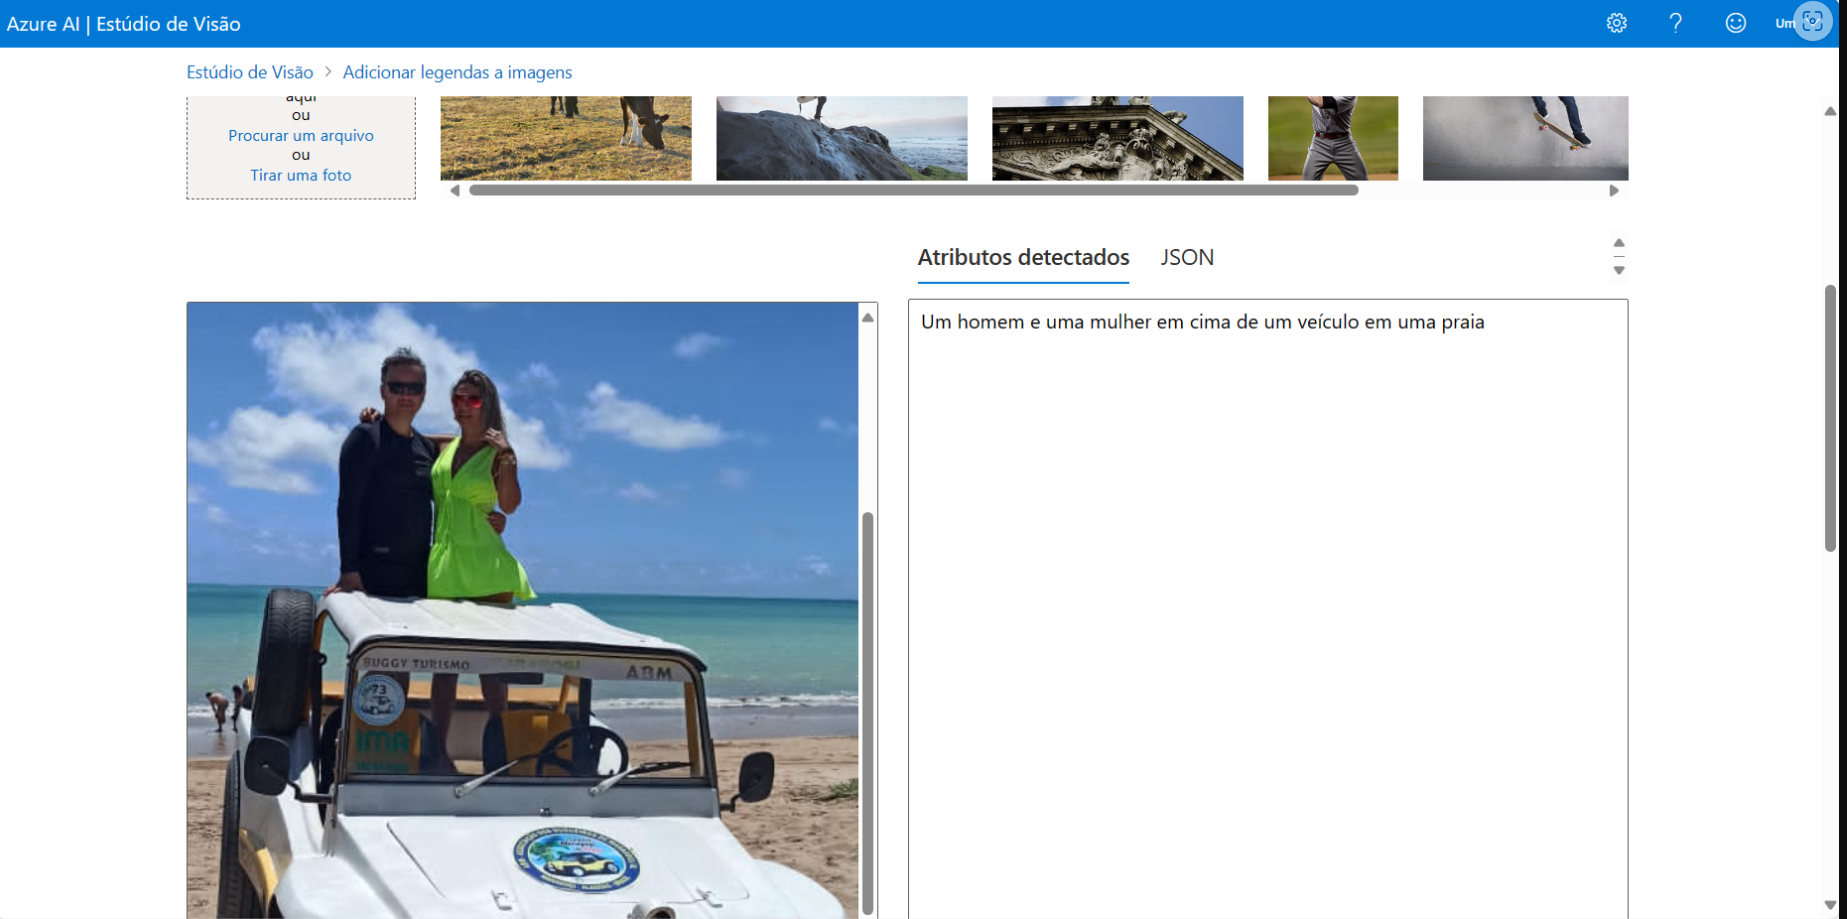 Azure AI | Estúdio de Visão
Um
Estúdio de Visão > Adicionar legendas a imagens
aqui
ou
Procurar um arquivo
ou
Tirar uma foto
Atributos detectados JSON
Um homem e uma mulher em cima de um veículo em uma praia
BUGGY TURISMO
ABM
73
IMA